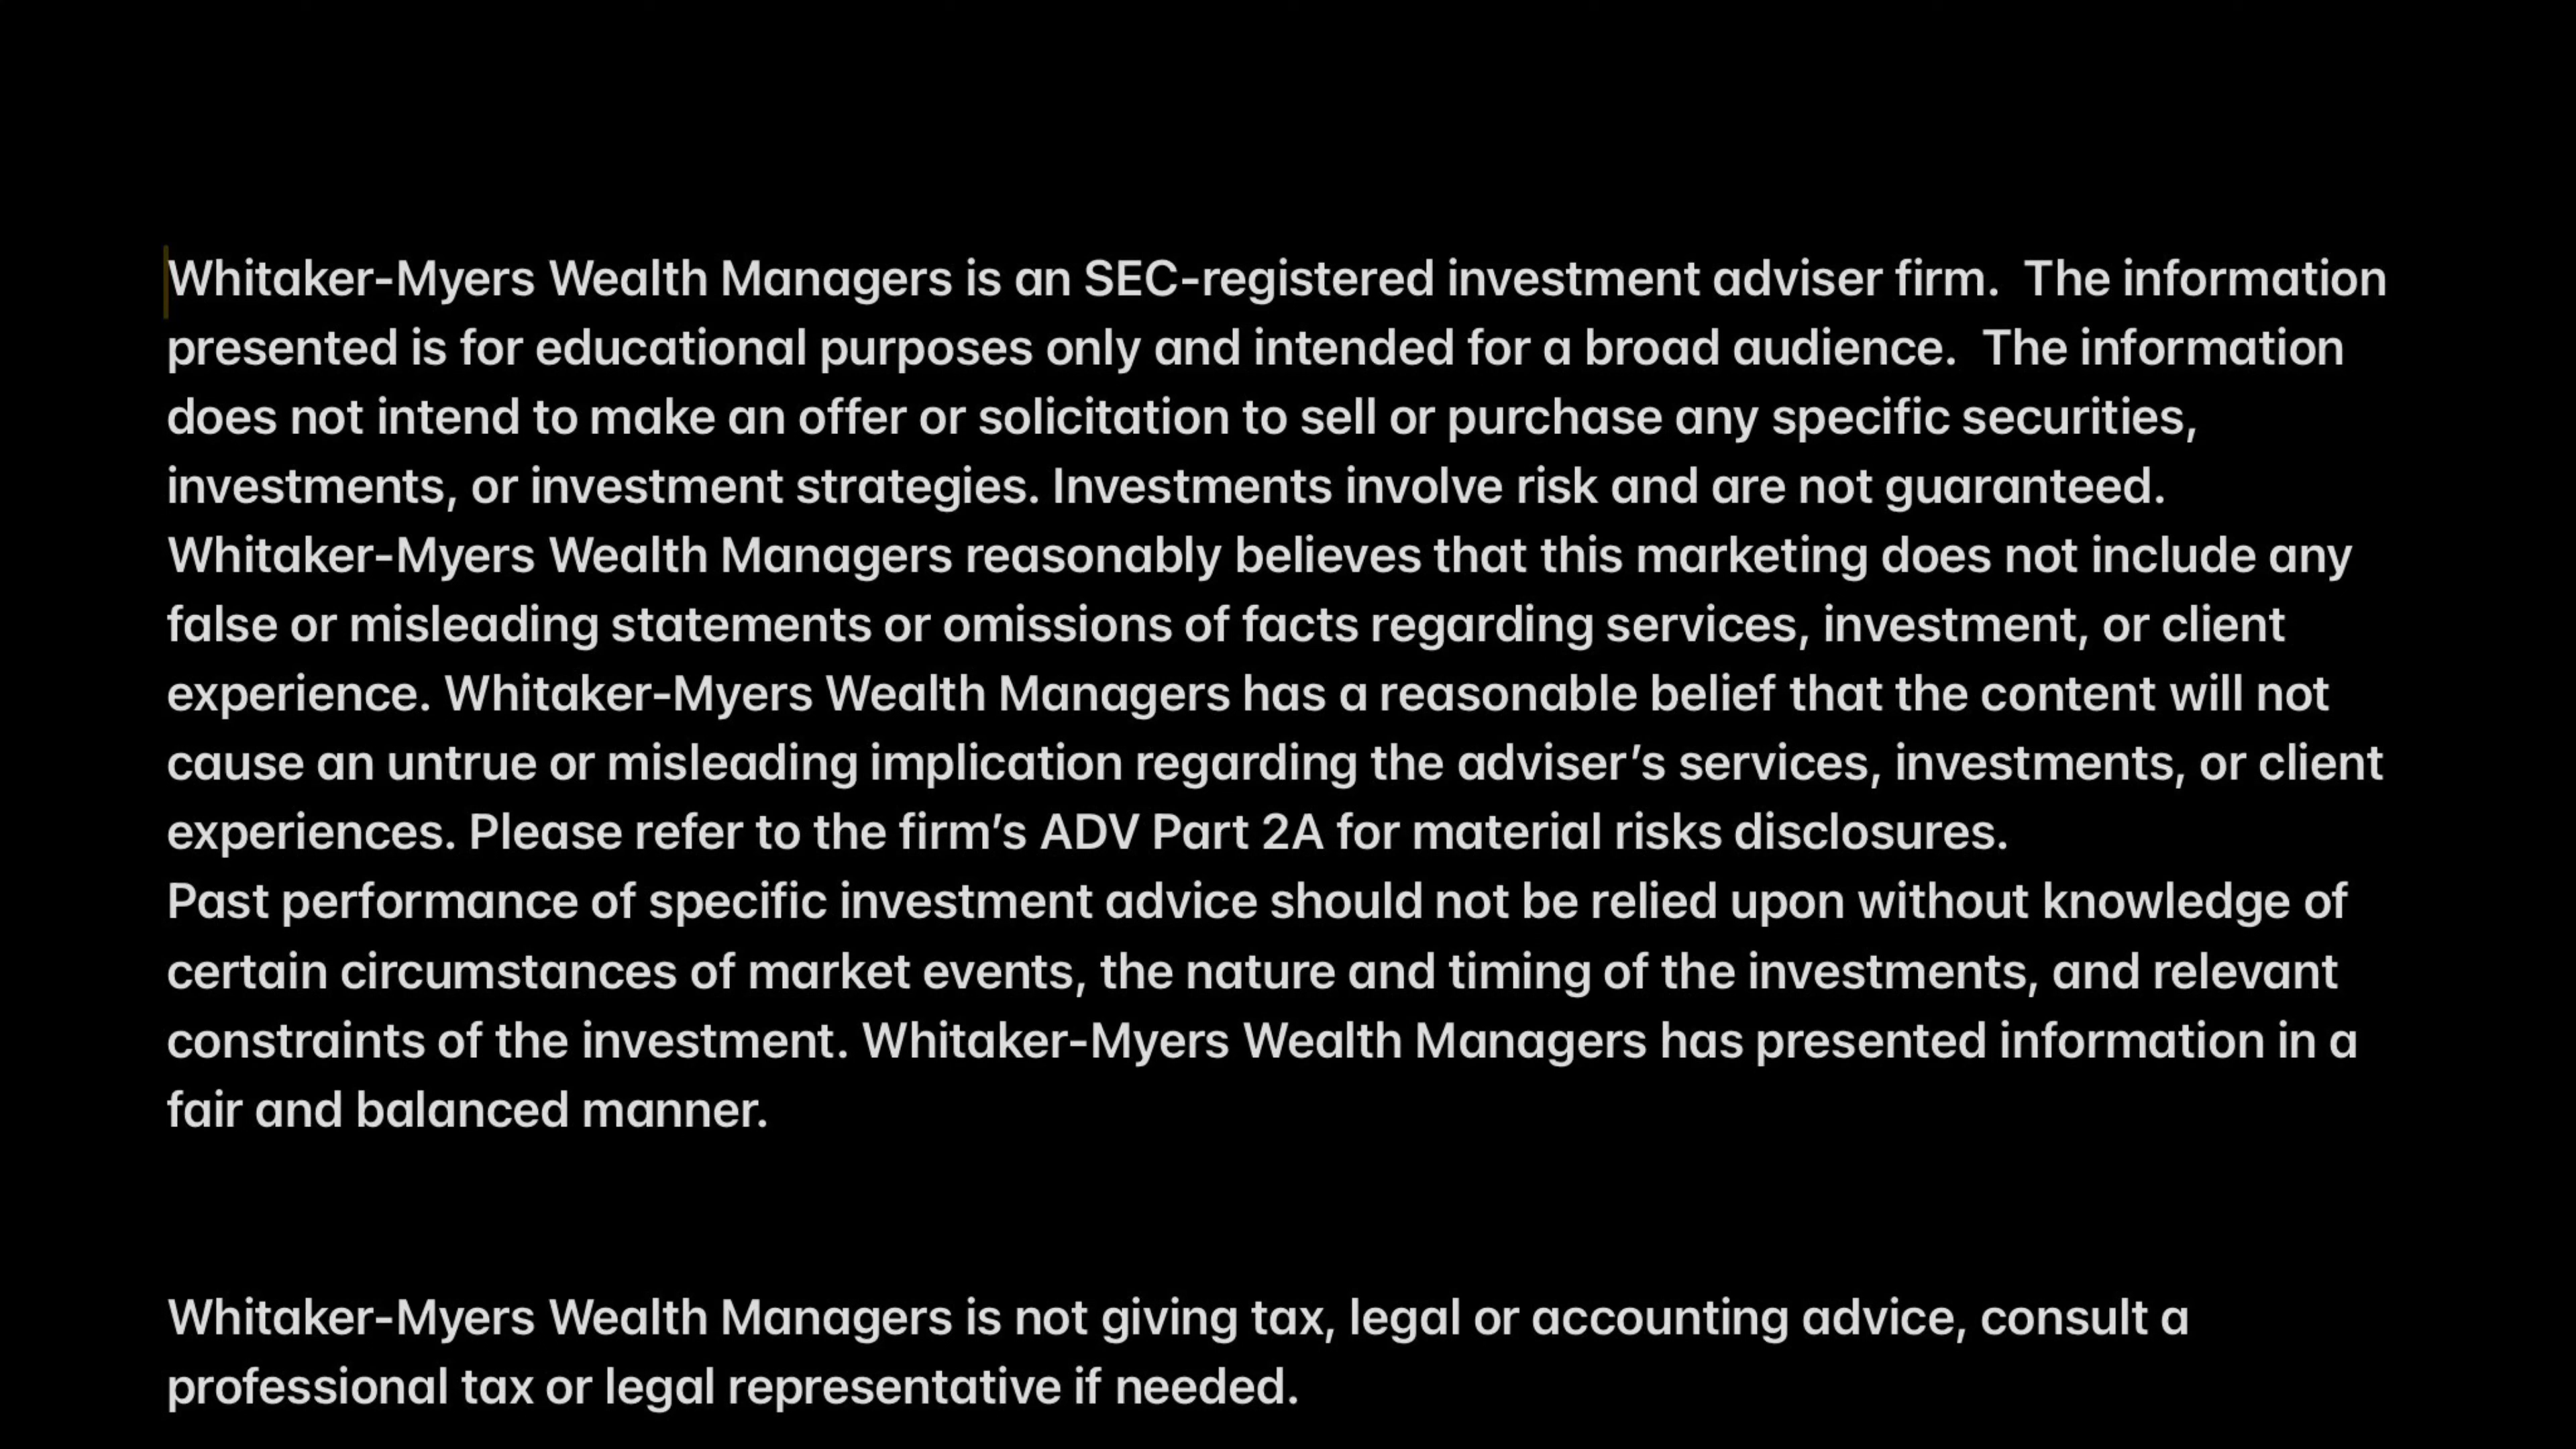 Whitaker-Myers Wealth Managers is an SEC-registered investment adviser firm.  The information
presented is for educational purposes only and intended for a broad audience.  The information
does not intend to make an offer or solicitation to sell or purchase any specific securities,
investments, or investment strategies. Investments involve risk and are not guaranteed.
Whitaker-Myers Wealth Managers reasonably believes that this marketing does not include any
false or misleading statements or omissions of facts regarding services, investment, or client
experience. Whitaker-Myers Wealth Managers has a reasonable belief that the content will not
cause an untrue or misleading implication regarding the adviser’s services, investments, or client
experiences. Please refer to the firm’s ADV Part 2A for material risks disclosures.
Past performance of specific investment advice should not be relied upon without knowledge of
certain circumstances of market events, the nature and timing of the investments, and relevant
constraints of the investment. Whitaker-Myers Wealth Managers has presented information in a
fair and balanced manner.
Whitaker-Myers Wealth Managers is not giving tax, legal or accounting advice, consult a
professional tax or legal representative if needed.